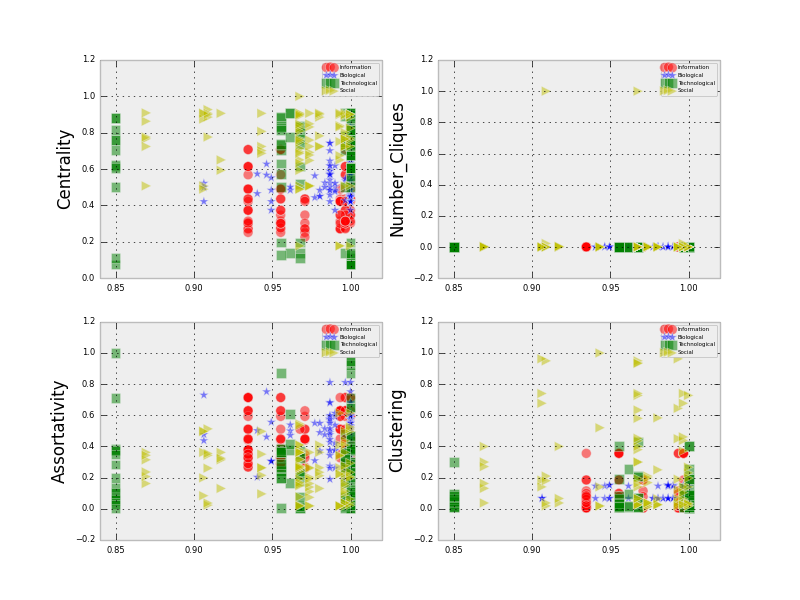 1.2
1.0
0.8
0.6
0.4
0.2
0.0
Centrality
0.85 0.90 0.95 1.00
Information
Biological
Technological
Social
1.2
1.0
0.8
0.6
0.4
0.2
0.0
−0.2
Number_Cliques
0.85 0.90 0.95 1.00
Information
Biological
Technological
Social
1.2
1.0
0.8
0.6
0.4
0.2
0.0
−0.2
Assortativity
0.85 0.90 0.95 1.00
Information
Biological
Technological
Social
1.2
1.0
0.8
0.6
0.4
0.2
0.0
−0.2
Clustering
0.85 0.90 0.95 1.00
Information
Biological
Technological
Social